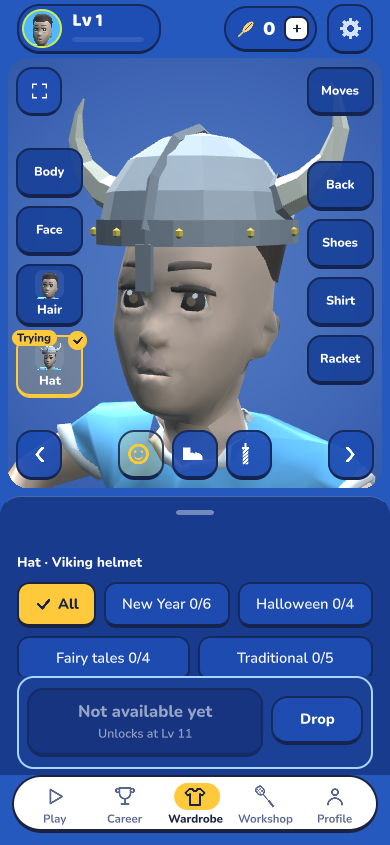 Lv 1
0
+
Moves
Body
Back
Face
Shoes
Hair
Shirt
Trying
Hat
Racket
Hat · Viking helmet
All
New Year 0/6
Halloween 0/4
Fairy tales 0/4
Traditional 0/5
Not available yet
Unlocks at Lv 11
Drop
Play
Career
Wardrobe
Workshop
Profile